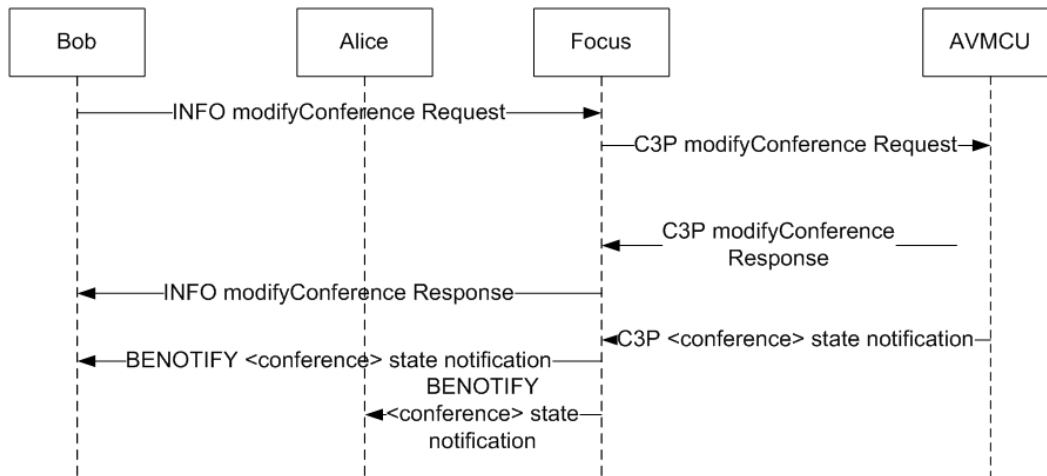 Bob
Alice
Focus
AVMCU
INFO modifyConference Request
C3P modifyConference Request
C3P modifyConference
Response
INFO modifyConference Response
C3P <conference> state notification
BENOTIFY <conference> state notification
BENOTIFY
<conference> state
notification